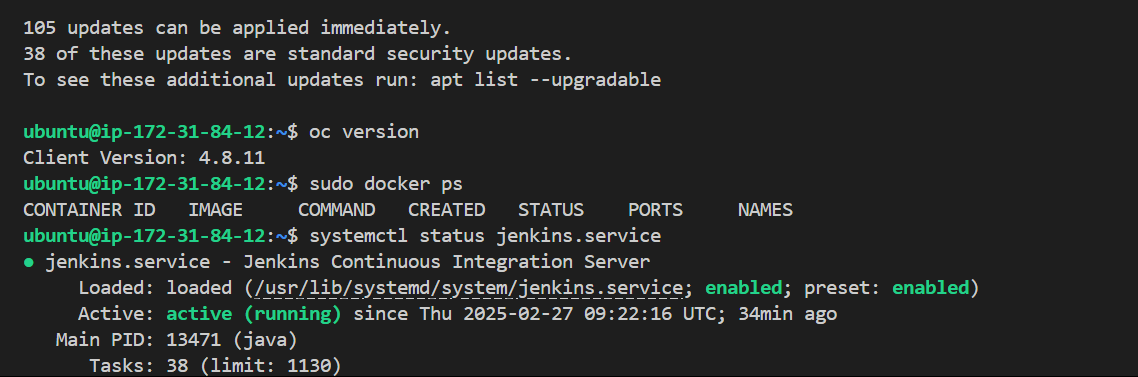 105 updates can be applied immediately.
38 of these updates are standard security updates.
To see these additional updates run: apt list --upgradable
ubuntu@ip-172-31-84-12:~$ oc version
Client Version: 4.8.11
ubuntu@ip-172-31-84-12:~$ sudo docker ps
CONTAINER ID   IMAGE     COMMAND   CREATED   STATUS    PORTS     NAMES
ubuntu@ip-172-31-84-12:~$ systemctl status jenkins.service
● jenkins.service - Jenkins Continuous Integration Server
     Loaded: loaded (/usr/lib/systemd/system/jenkins.service; enabled; preset: enabled)
     Active: active (running) since Thu 2025-02-27 09:22:16 UTC; 34min ago
   Main PID: 13471 (java)
      Tasks: 38 (limit: 1130)